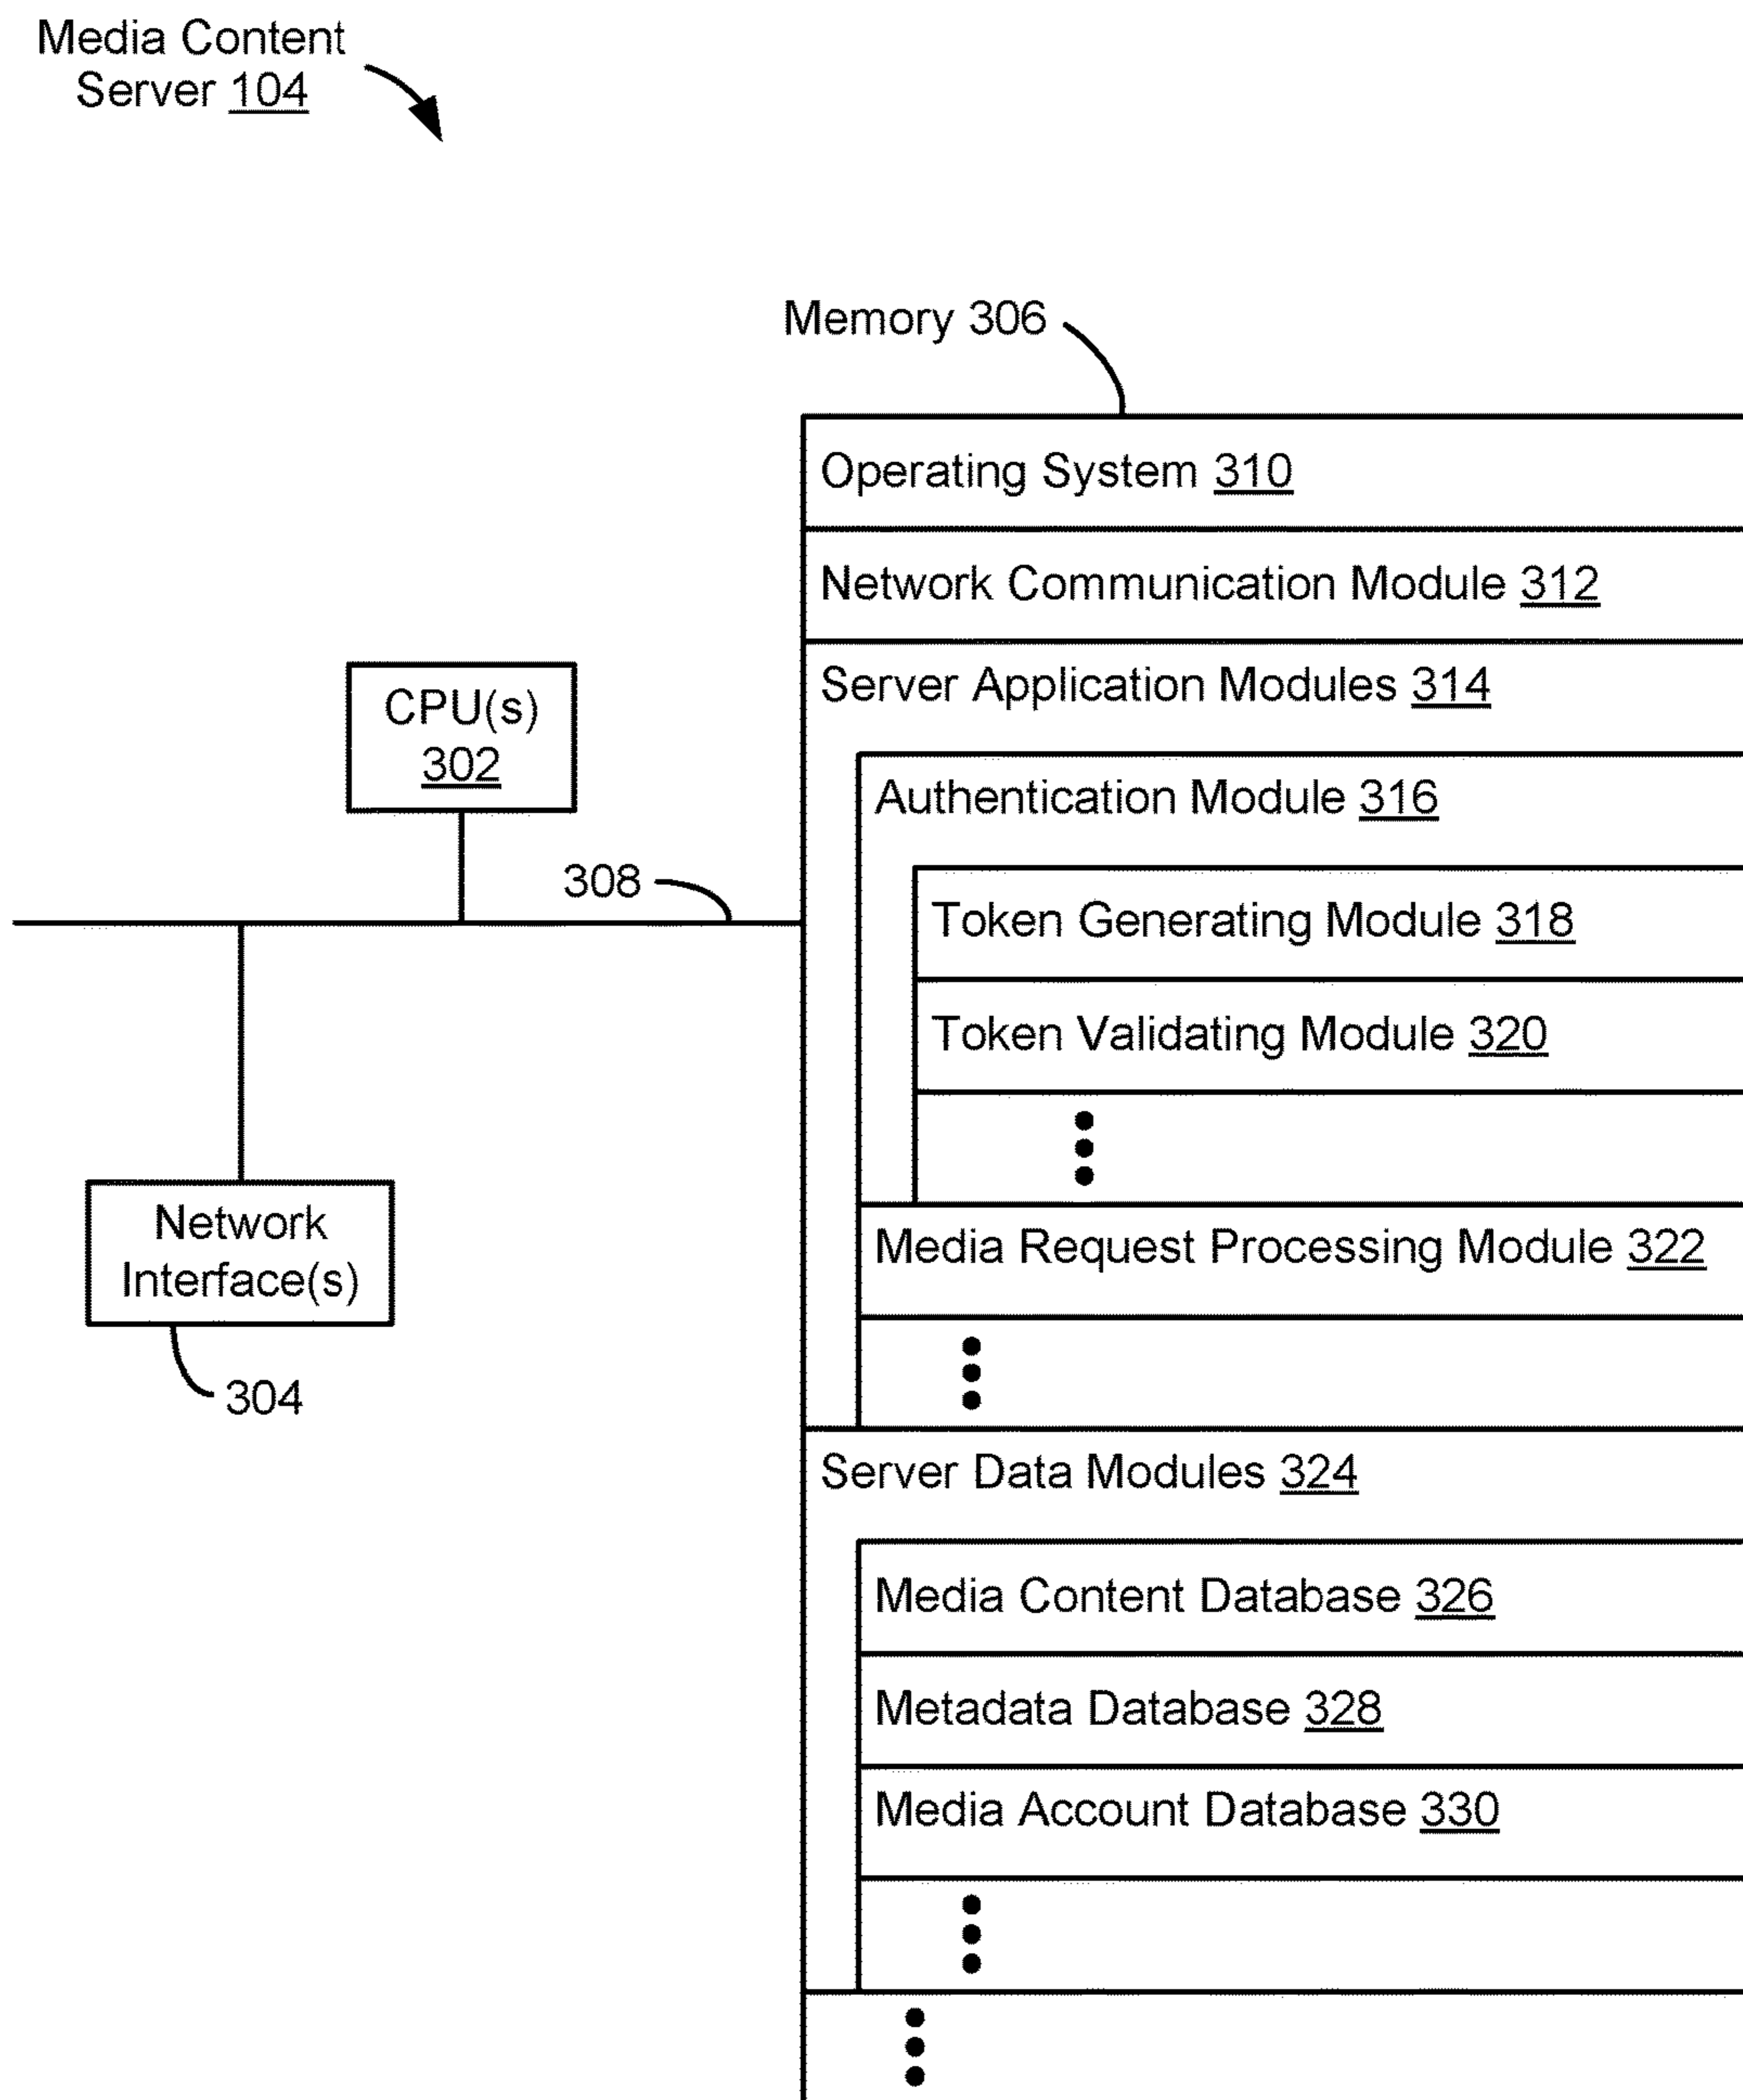 Media Content
Server 104
Memory 306
Operating System 310
Network Communication Module 312
Server Application Modules 314
CPU(s)
302
Authentication Module 316
308
Token Generating Module 318
Token Validating Module 320
Network
Interface(s)
Media Request Processing Module 322
304
Server Data Modules 324
Media Content Database 326
Metadata Database 328
Media Account Database 330